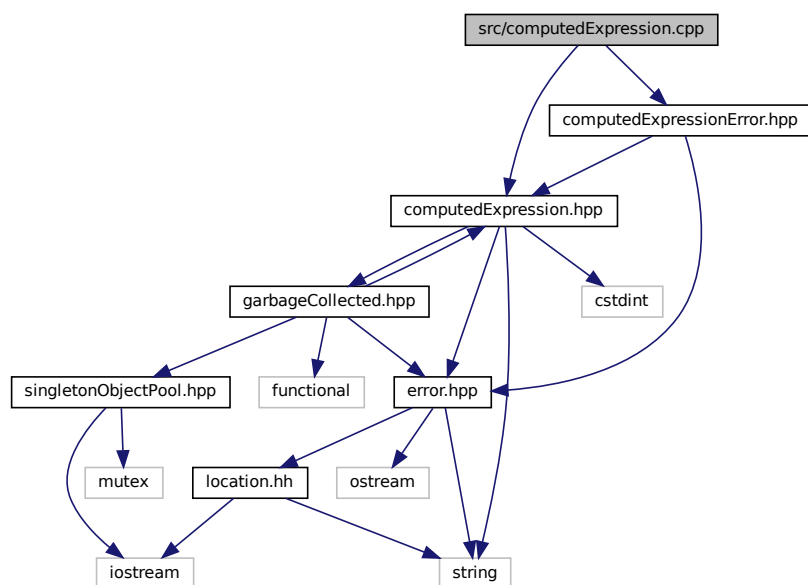 src/computedExpression.cpp
computedExpressionError.hpp
computedExpression.hpp
garbageCollected.hpp
cstdint
singletonObjectPool.hpp
functional
error.hpp
mutex
location.hh
ostream
iostream
string